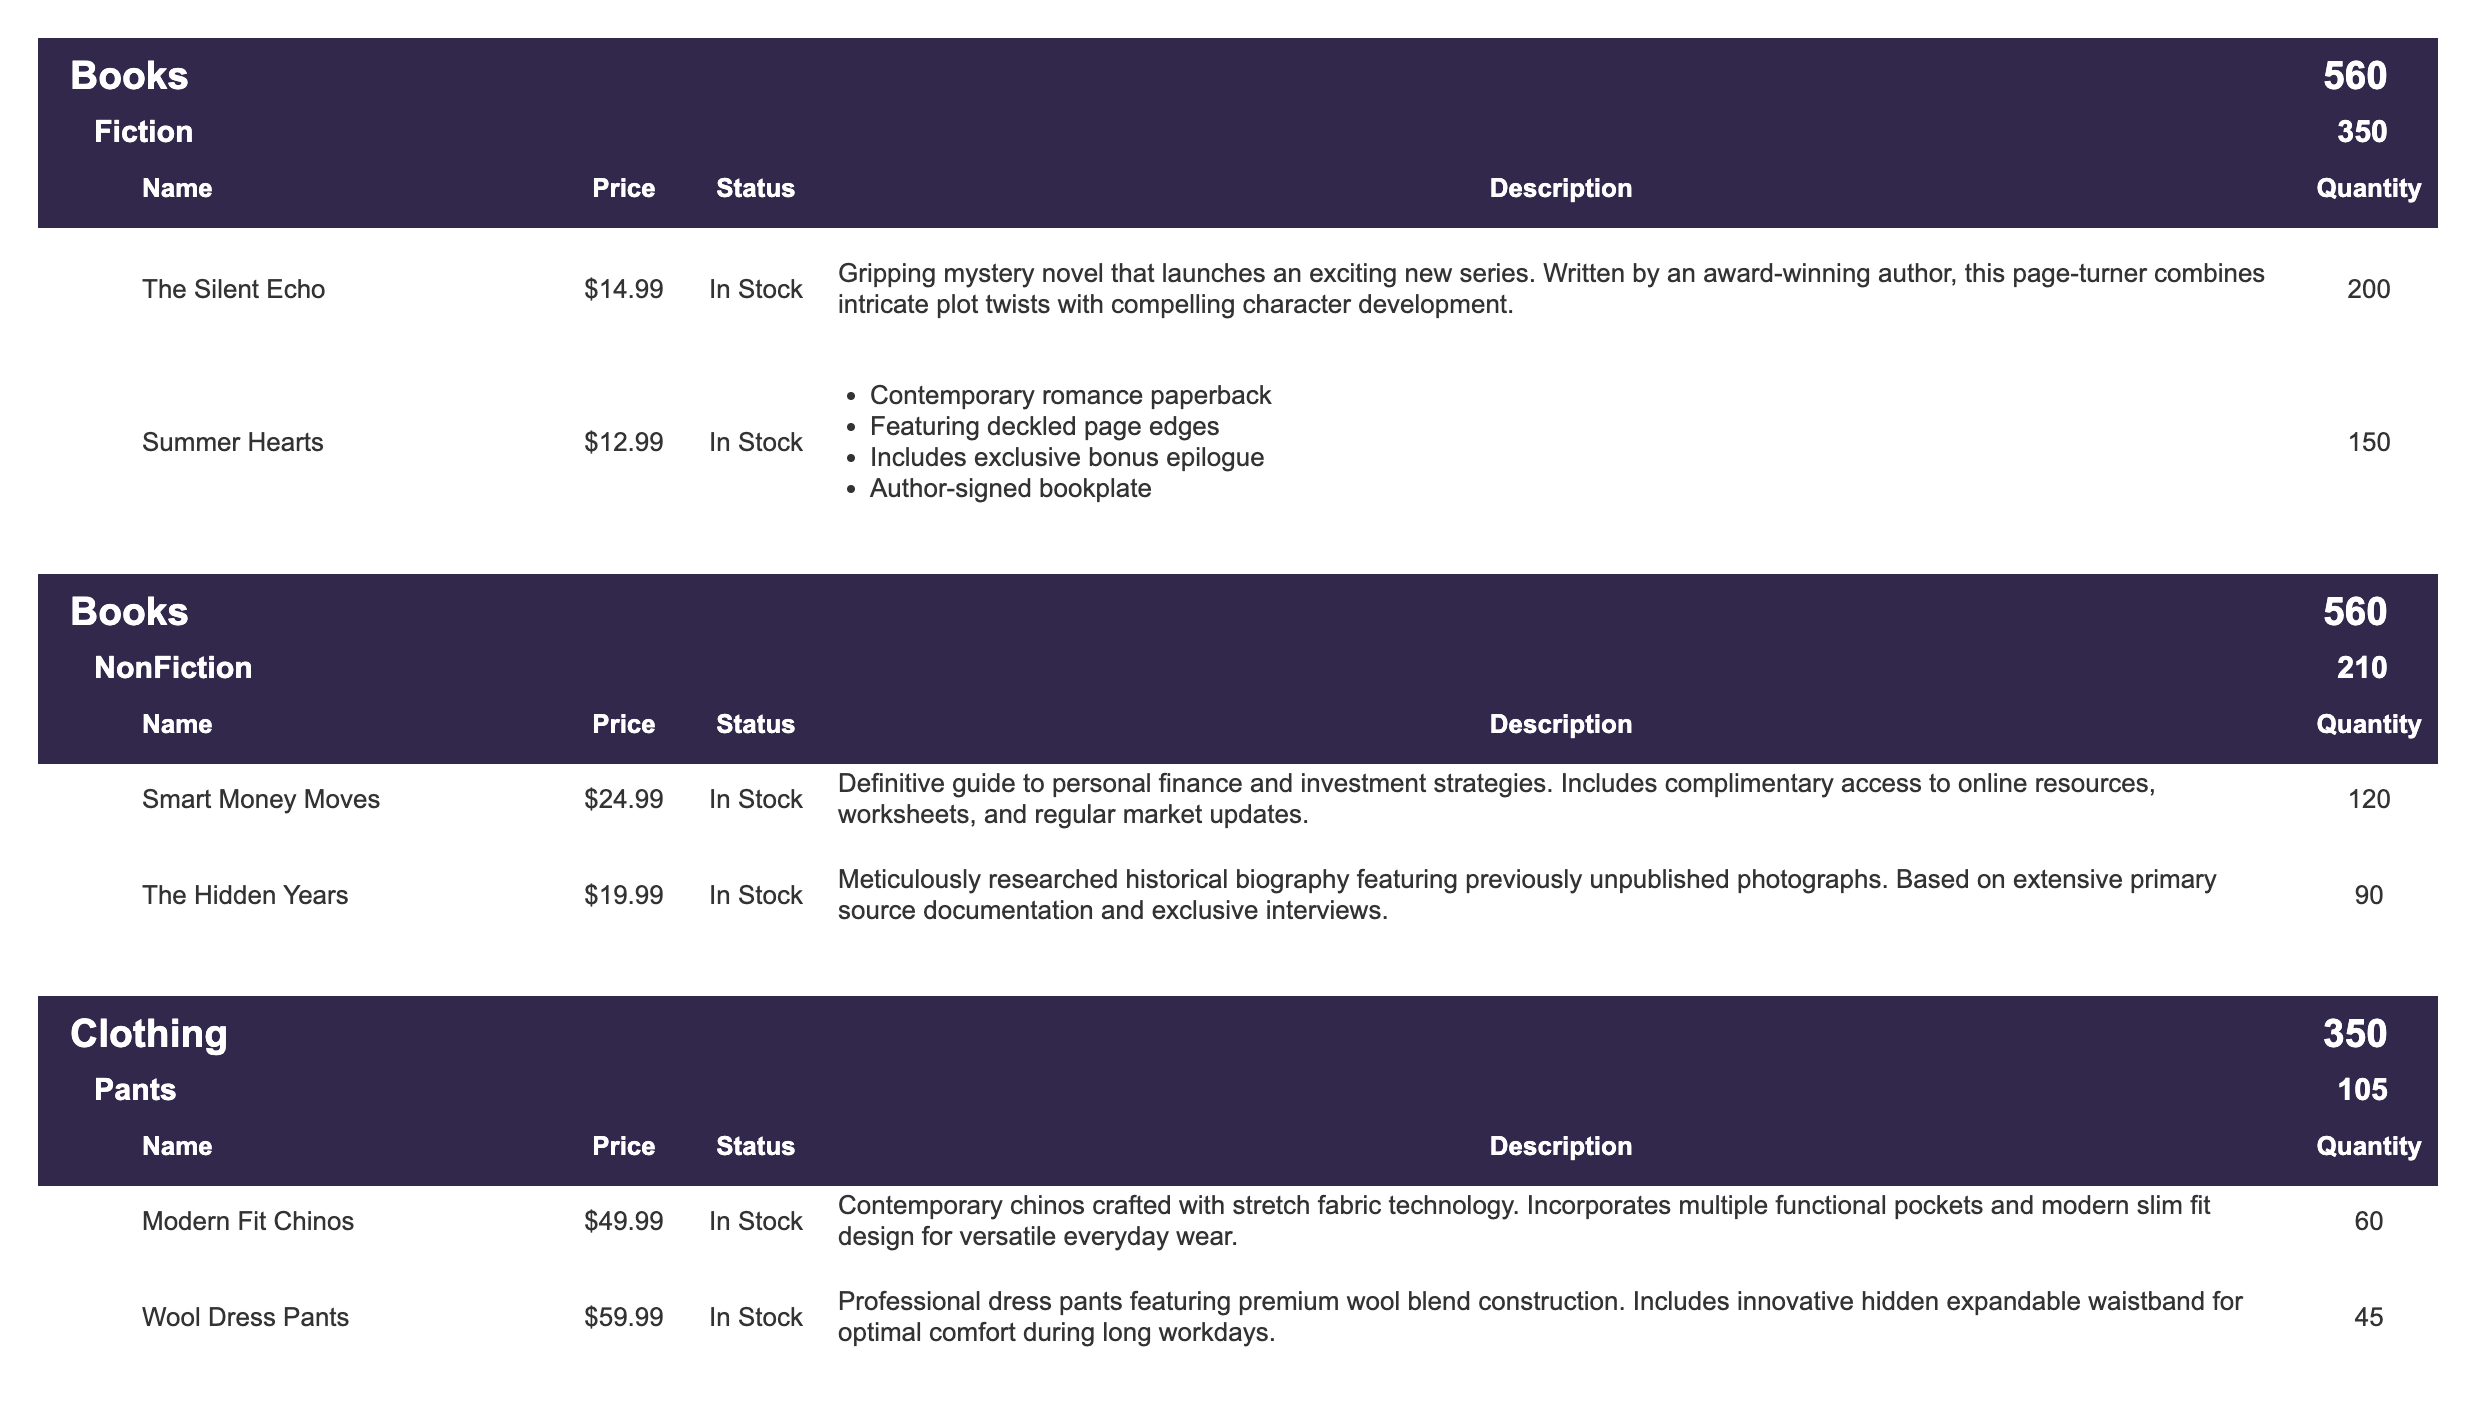 Books 560
Fiction 350
Name Price Status Description Quantity
The Silent Echo $14.99 In Stock Gripping mystery novel that launches an exciting new series. Written by an award-winning author, this page-turner combines
intricate plot twists with compelling character development. 200
Summer Hearts $12.99 In Stock • Contemporary romance paperback
• Featuring deckled page edges
• Includes exclusive bonus epilogue
• Author-signed bookplate 150
Books 560
NonFiction 210
Name Price Status Description Quantity
Smart Money Moves $24.99 In Stock Definitive guide to personal finance and investment strategies. Includes complimentary access to online resources,
worksheets, and regular market updates. 120
The Hidden Years $19.99 In Stock Meticulously researched historical biography featuring previously unpublished photographs. Based on extensive primary
source documentation and exclusive interviews. 90
Clothing 350
Pants 105
Name Price Status Description Quantity
Modern Fit Chinos $49.99 In Stock Contemporary chinos crafted with stretch fabric technology. Incorporates multiple functional pockets and modern slim fit
design for versatile everyday wear. 60
Wool Dress Pants $59.99 In Stock Professional dress pants featuring premium wool blend construction. Includes innovative hidden expandable waistband for
optimal comfort during long workdays. 45